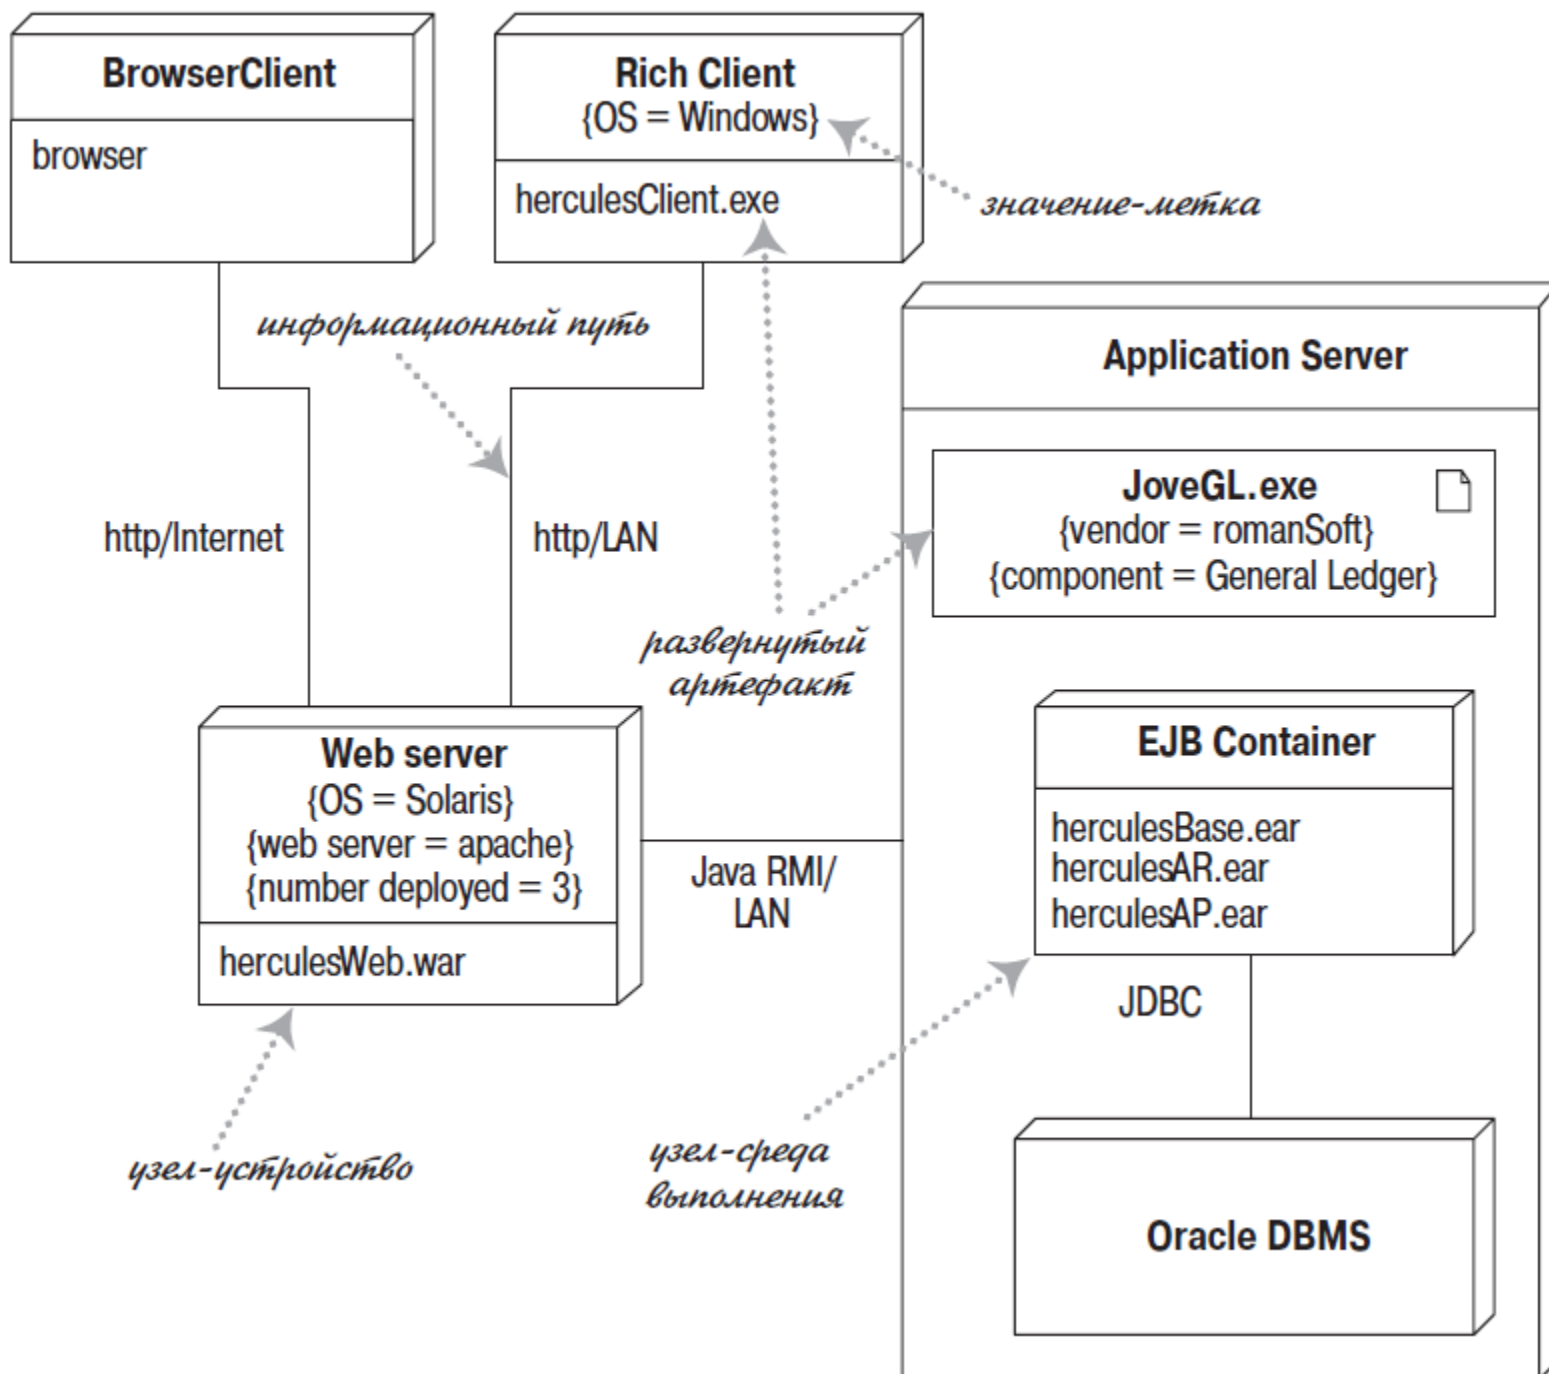 BrowserClient
browser
Rich Client
{OS = Windows}
herculesClient.exe
значение-метка
информационный путь
http/Internet
http/LAN
развернутый
артефакт
Web server
{OS = Solaris}
{web server = apache}
{number deployed = 3}
herculesWeb.war
узел-устройство
Java RMI/
LAN
Application Server
JoveGL.exe
{vendor = romanSoft}
{component = General Ledger}
EJB Container
herculesBase.ear
herculesAR.ear
herculesAP.ear
JDBC
узел-среда
выполнения
Oracle DBMS